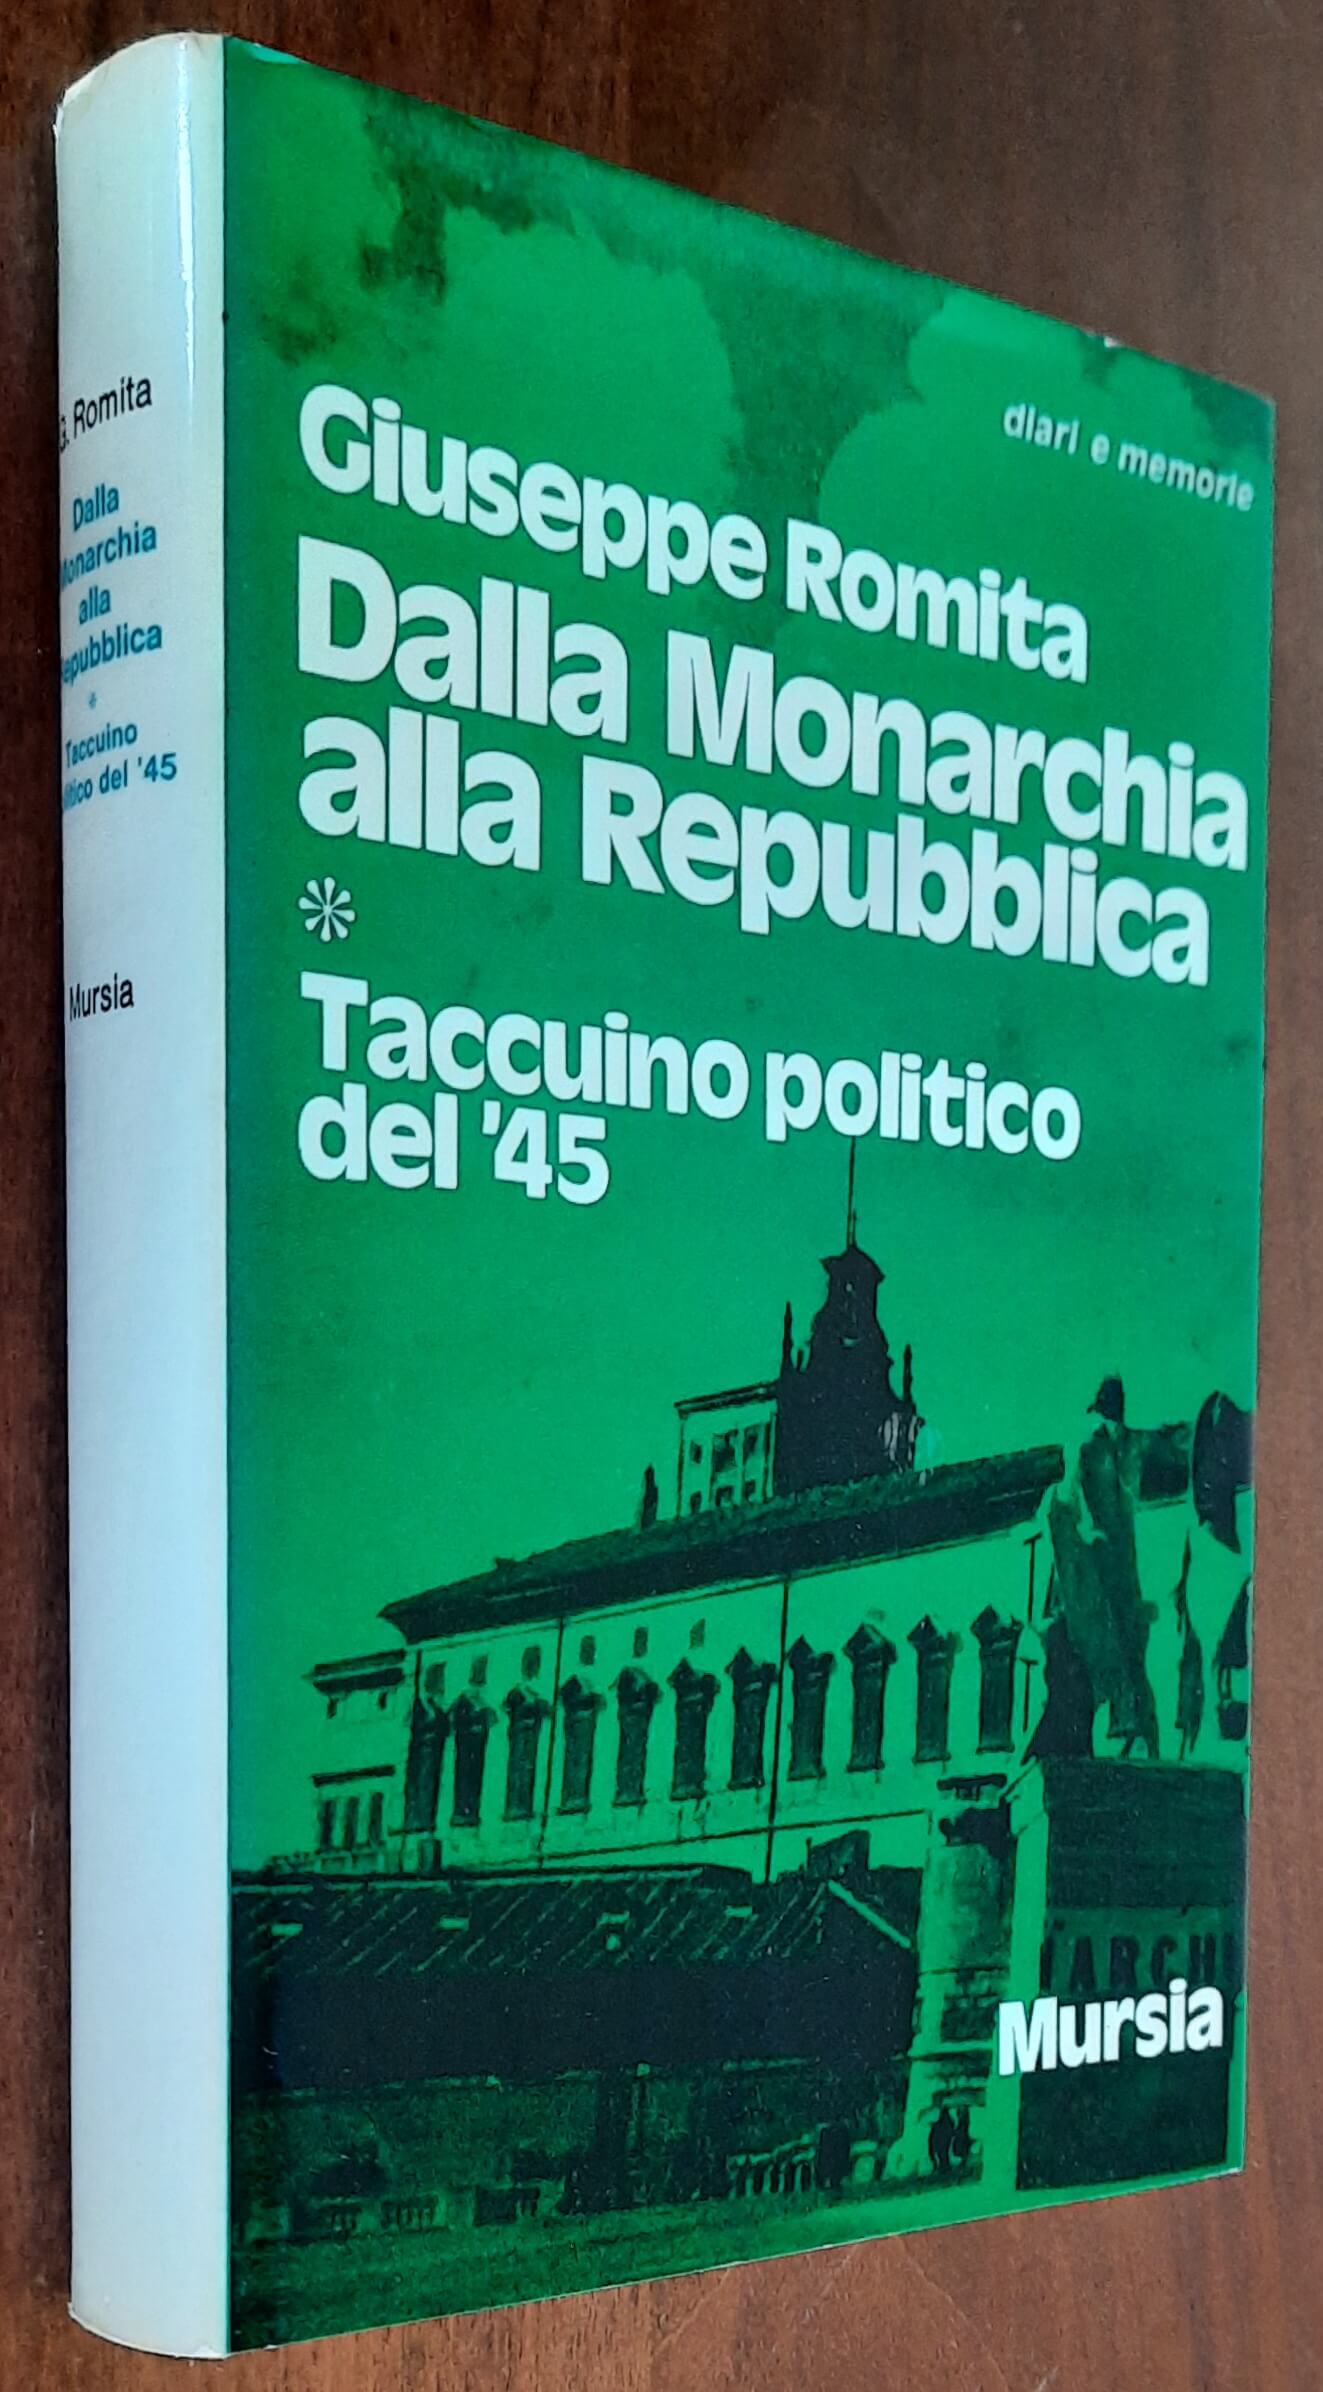 G. Romita
Dalla
Monarchia
alla
Repubblica
*
Taccuino
politico del '45
Mursia
diari e memorie
Giuseppe Romita
Dalla Monarchia
alla Repubblica
*
Taccuino politico
del '45
IARCHI
Mursia